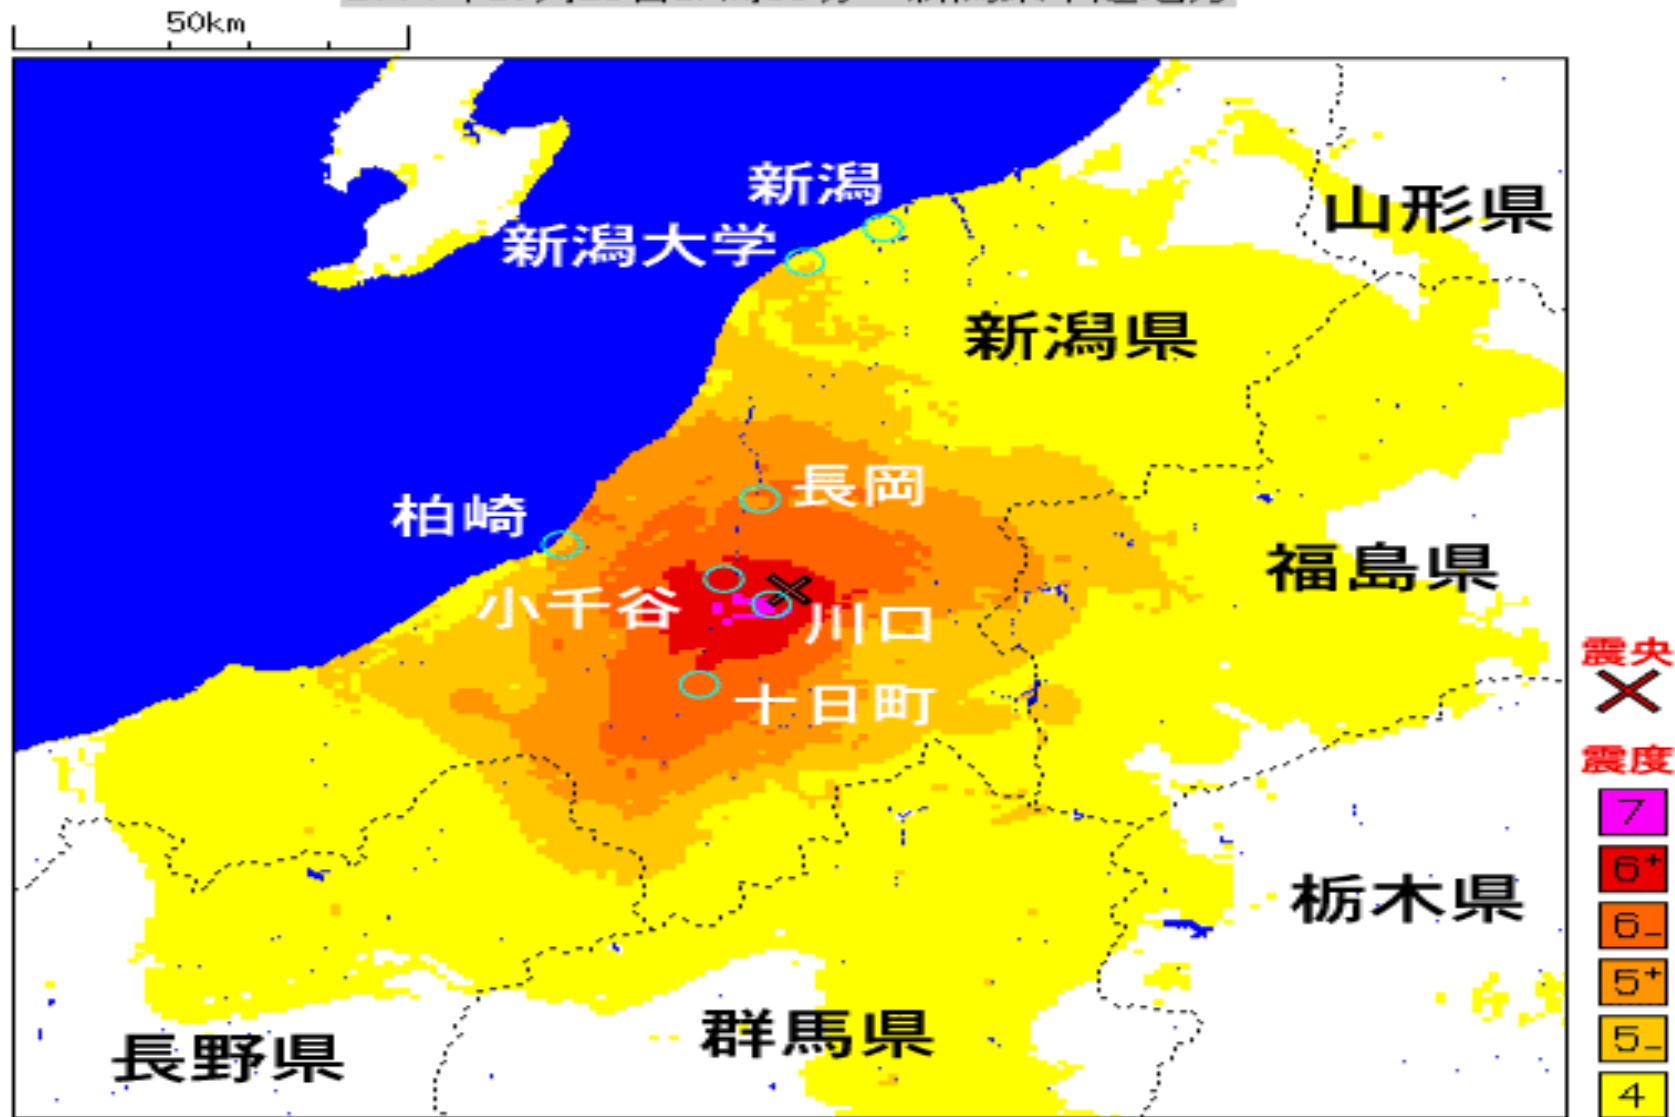 50km
新潟
山形県
新潟大学
新潟県
長岡
柏崎
福島県
小千谷
川口
震央
十日町
震度
7
6+
栃木県
6-
5+
群馬県
5-
長野県
4